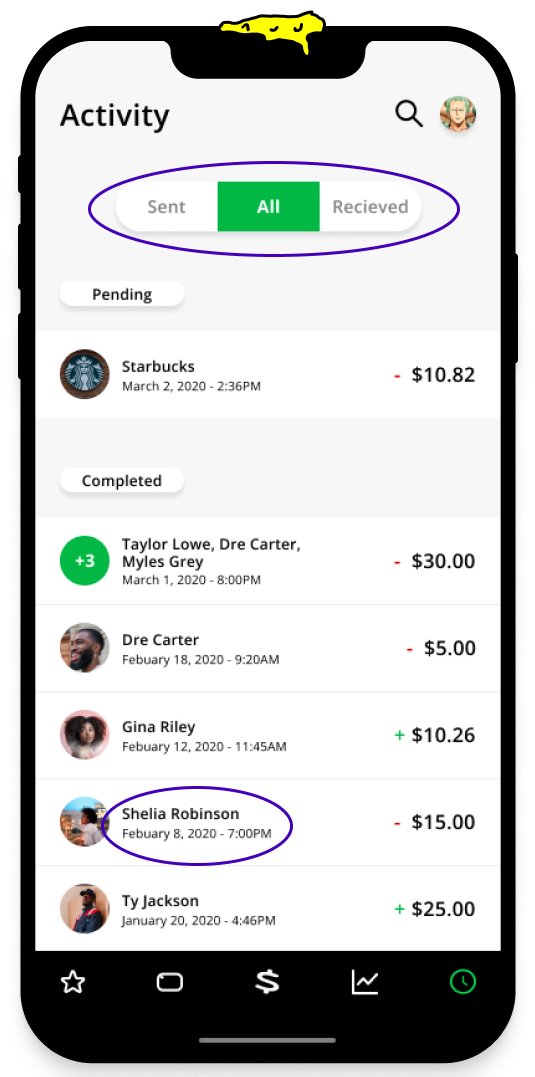 Activity
Sent All Recieved
Pending
Starbucks
March 2, 2020 - 2:36PM
- $10.82
Completed
+3
Taylor Lowe, Dre Carter,
Myles Grey
March 1, 2020 - 8:00PM
- $30.00
Dre Carter
Febuary 18, 2020 - 9:20AM
- $5.00
Gina Riley
Febuary 12, 2020 - 11:45AM
+ $10.26
Shelia Robinson
Febuary 8, 2020 - 7:00PM
- $15.00
Ty Jackson
January 20, 2020 - 4:46PM
+ $25.00
$